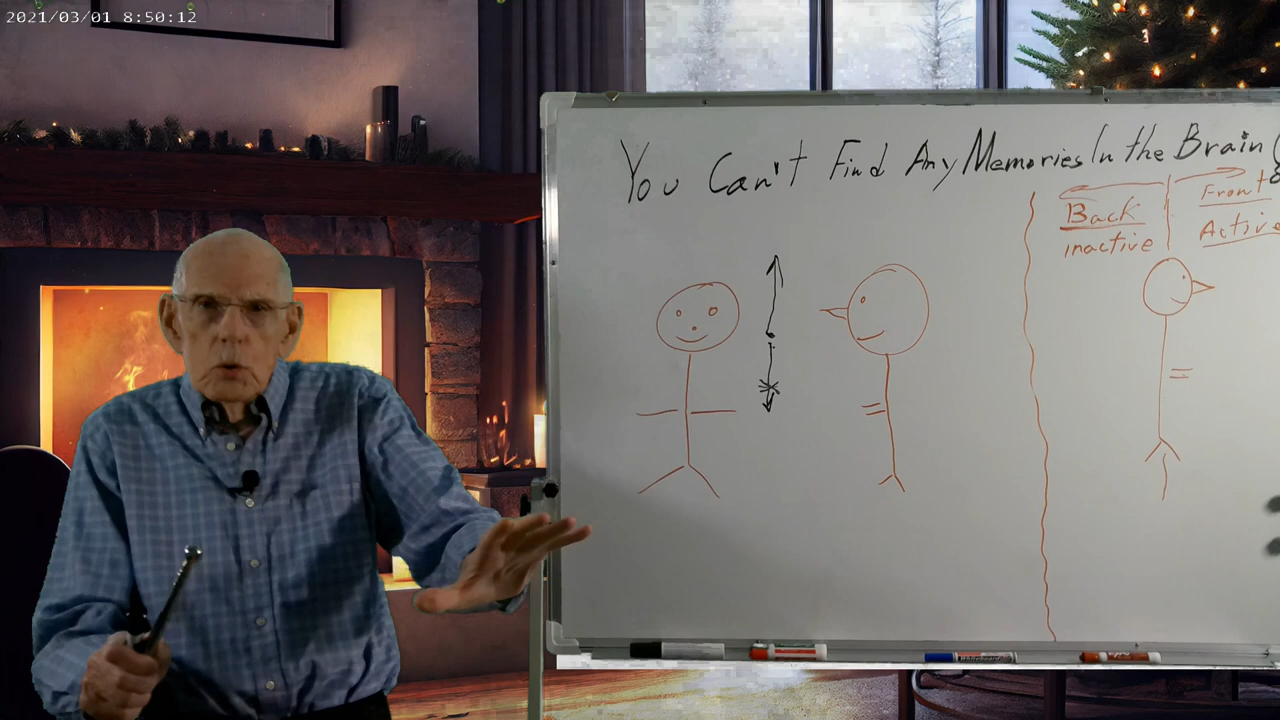 2021/03/01 8:50:12
You Can't Find Any Memories In the Brain (
Back
inactive
Front
Active